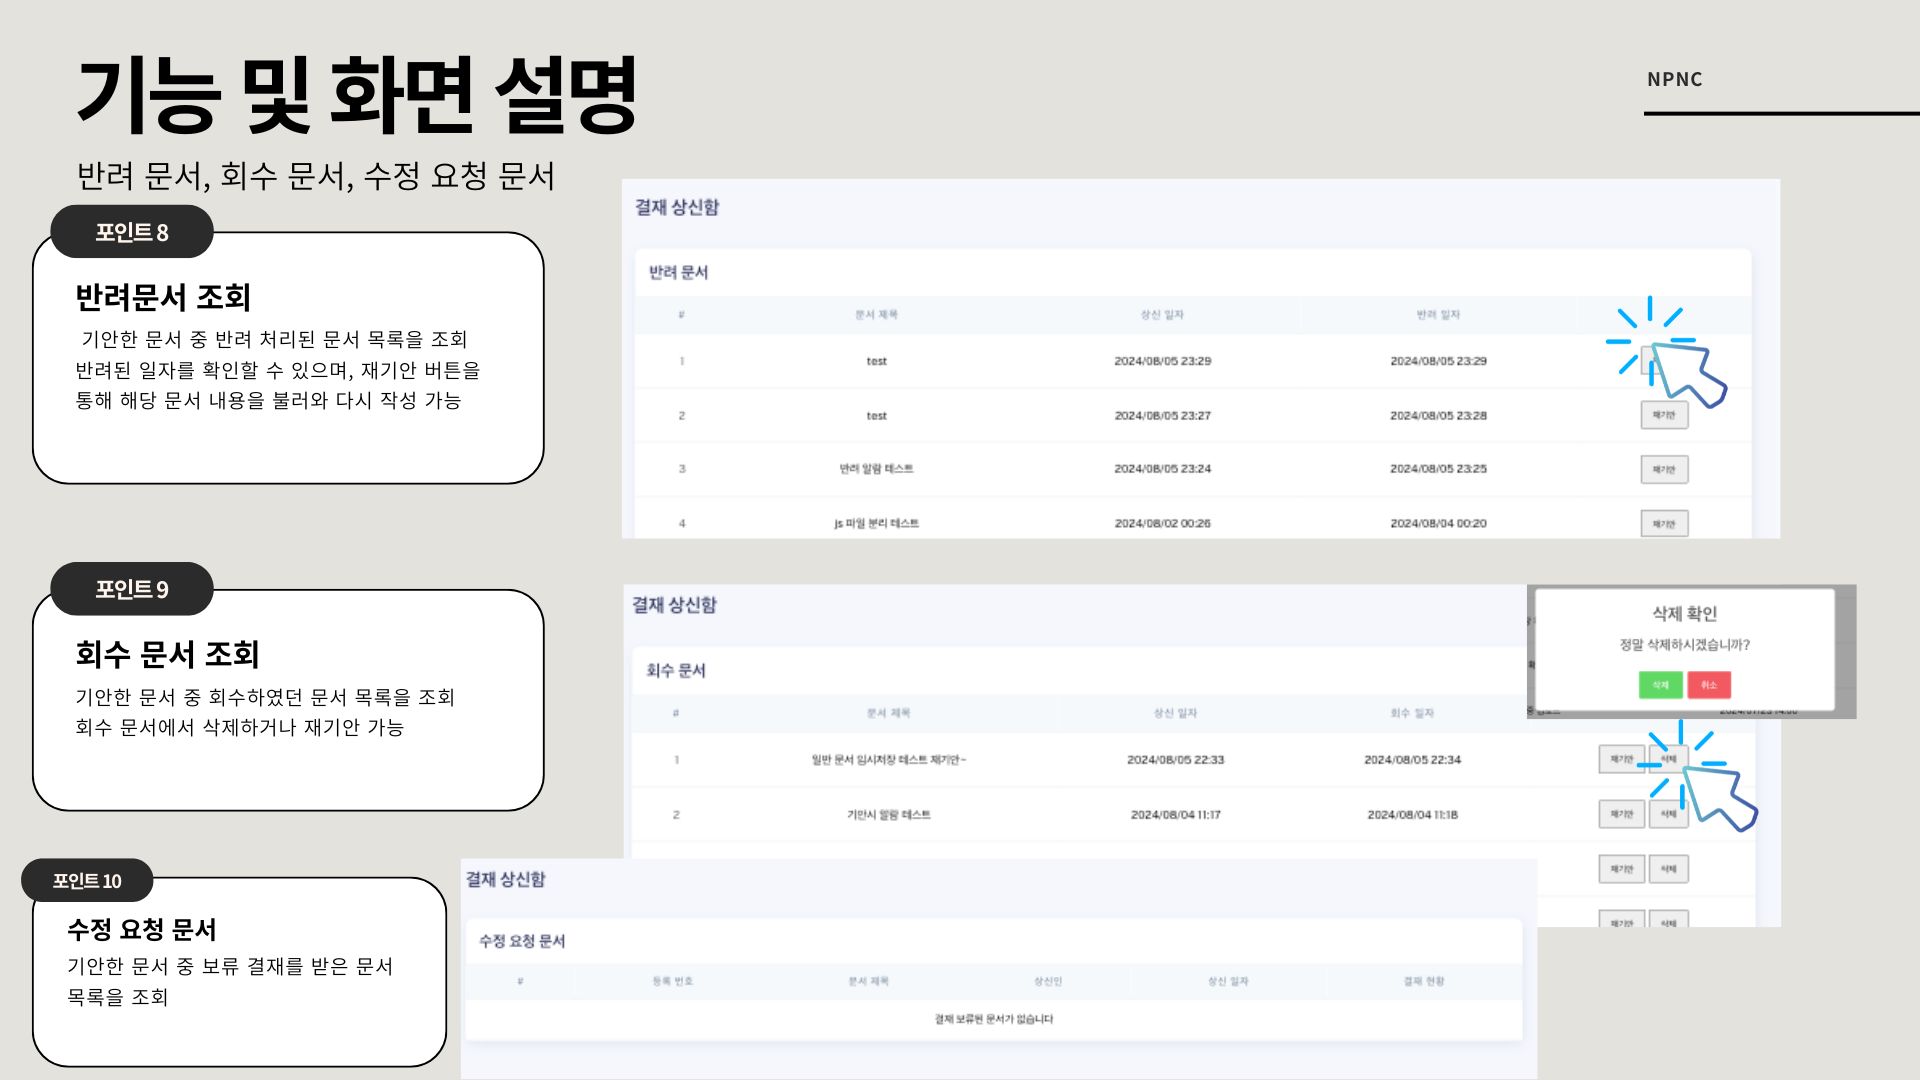 기능 및 화면 설명
NPNC
반려 문서, 회수 문서, 수정 요청 문서
포인트 8
반려문서 조회
기안한 문서 중 반려 처리된 문서 목록을 조회
반려된 일자를 확인할 수 있으며, 재기안 버튼을
통해 해당 문서 내용을 불러와 다시 작성 가능
결재 상신함
반려 문서
# 문서 제목 상신 일자 반려 일자
1 test 2024/08/05 23:29 2024/08/05 23:29
2 test 2024/08/05 23:27 2024/08/05 23:28 재기안
3 반려 알람 테스트 2024/08/05 23:24 2024/08/05 23:25 재기안
4 js 파일 분리 테스트 2024/08/02 00:26 2024/08/04 00:20 재기안
포인트 9
회수 문서 조회
기안한 문서 중 회수하였던 문서 목록을 조회
회수 문서에서 삭제하거나 재기안 가능
결재 상신함
회수 문서
# 문서 제목 상신 일자 회수 일자
1 일반 문서 임시저장 테스트 재기안~ 2024/08/05 22:33 2024/08/05 22:34 재기안 삭제
2 기안시 알람 테스트 2024/08/04 11:17 2024/08/04 11:18 재기안 삭제
재기안 삭제
재기안 삭제
삭제 확인
정말 삭제하시겠습니까?
삭제 취소
포인트 10
수정 요청 문서
기안한 문서 중 보류 결재를 받은 문서
목록을 조회
결재 상신함
수정 요청 문서
# 등록 번호 문서 제목 상신인 상신 일자 결재 현황
결재 보류된 문서가 없습니다